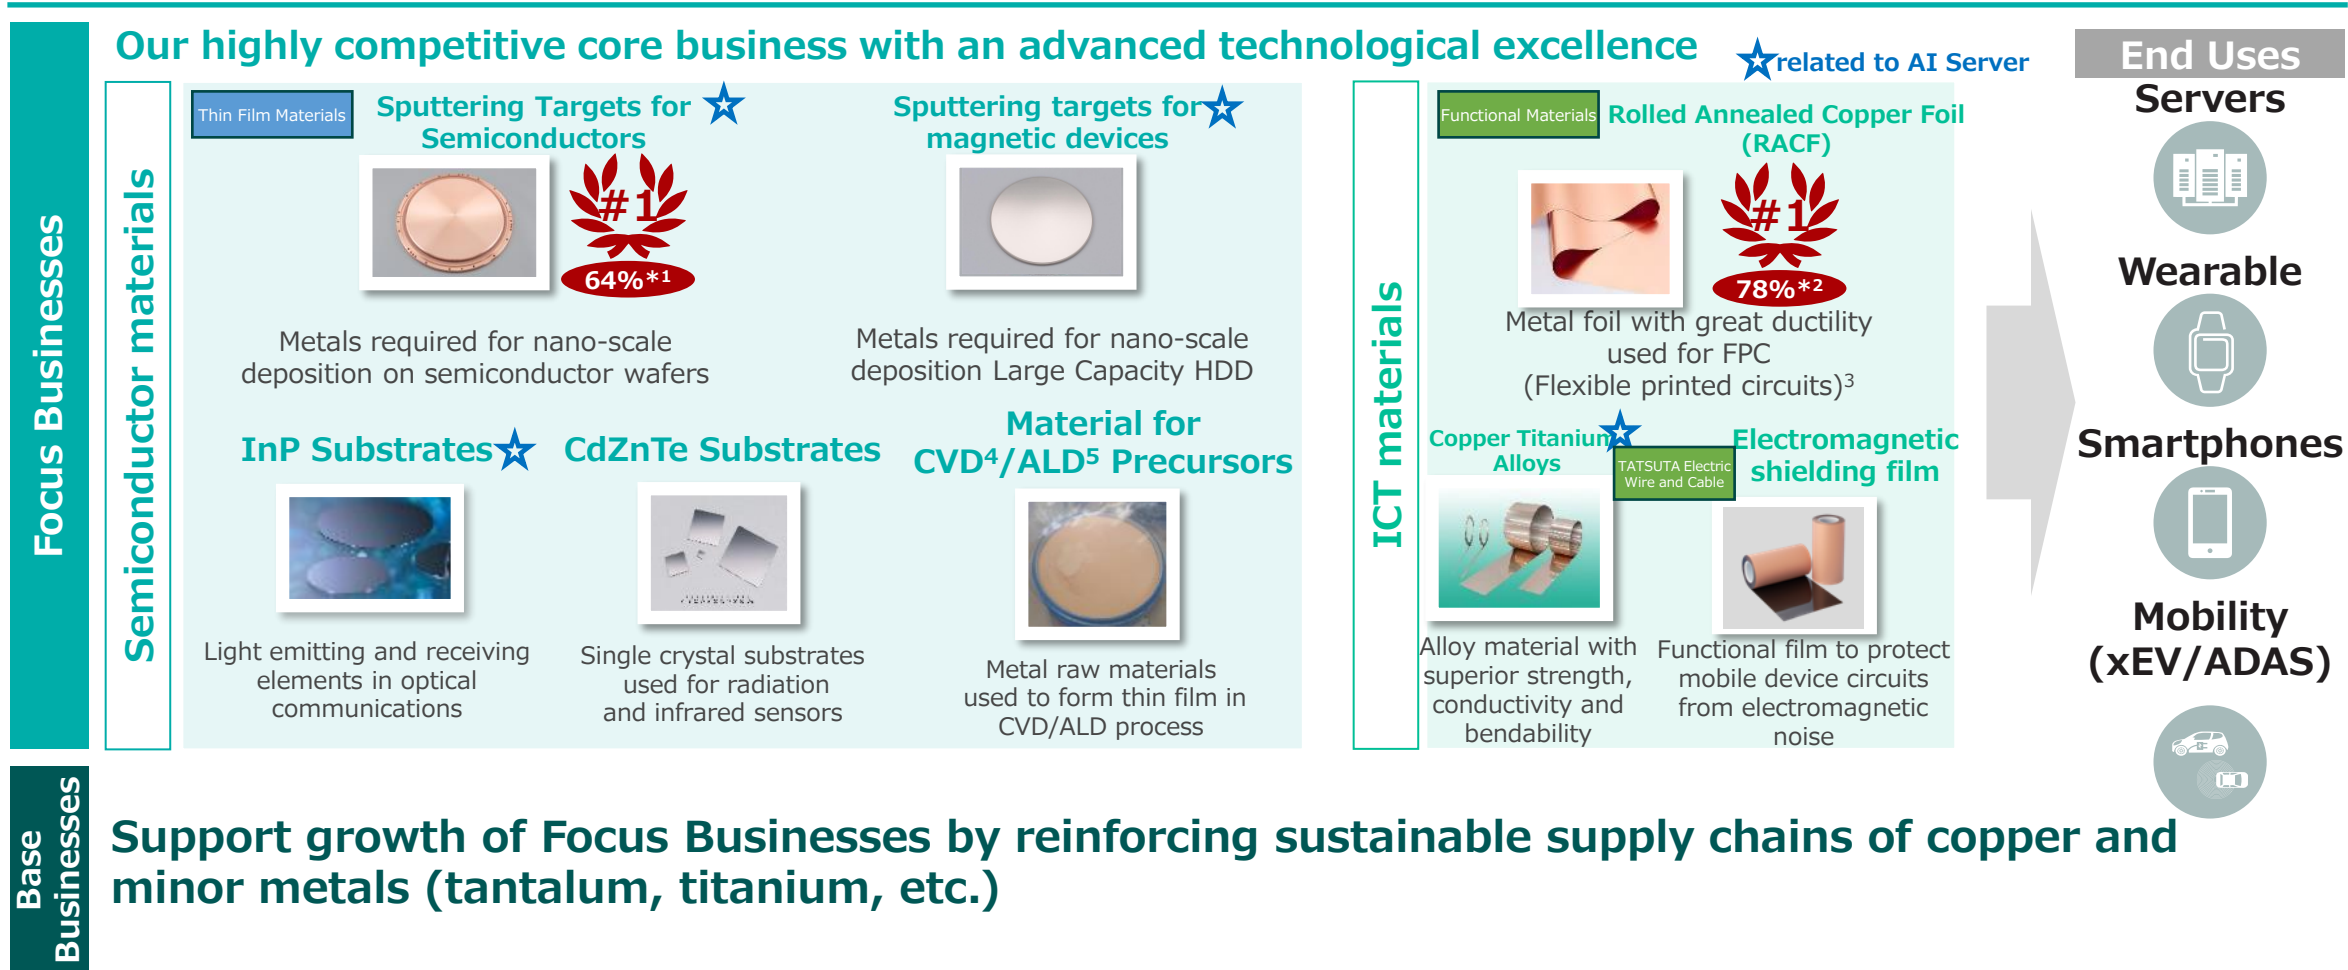 Our highly competitive core business with an advanced technological excellence
related to AI Server
End Uses
Focus Businesses
Semiconductor materials
Thin Film Materials
Sputtering Targets for
Semiconductors
#1
64%*1
Metals required for nano-scale
deposition on semiconductor wafers
Sputtering targets for
magnetic devices
Metals required for nano-scale
deposition Large Capacity HDD
InP Substrates
Light emitting and receiving
elements in optical
communications
CdZnTe Substrates
Single crystal substrates
used for radiation
and infrared sensors
Material for
CVD⁴/ALD⁵ Precursors
Metal raw materials
used to form thin film in
CVD/ALD process
ICT materials
Functional Materials
Rolled Annealed Copper Foil
(RACF)
#1
78%*2
Metal foil with great ductility
used for FPC
(Flexible printed circuits)³
Copper Titanium
Alloys
Alloy material with
superior strength,
conductivity and
bendability
TATSUTA Electric
Wire and Cable
Electromagnetic
shielding film
Functional film to protect
mobile device circuits
from electromagnetic
noise
Servers
Wearable
Smartphones
Mobility
(xEV/ADAS)
Base
Businesses
Support growth of Focus Businesses by reinforcing sustainable supply chains of copper and
minor metals (tantalum, titanium, etc.)